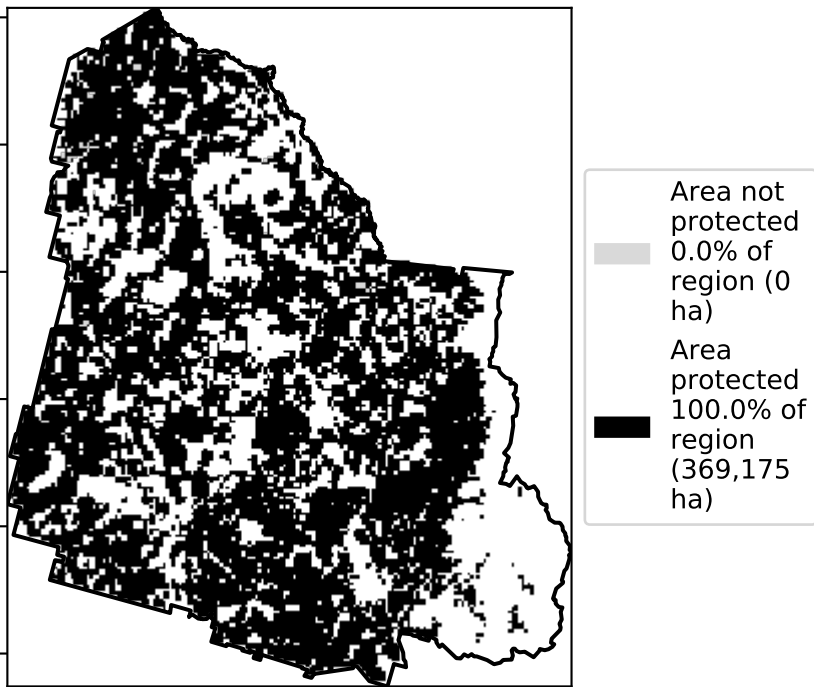 Area not
protected
0.0% of
region (0
ha)
Area
protected
100.0% of
region
(369,175
ha)